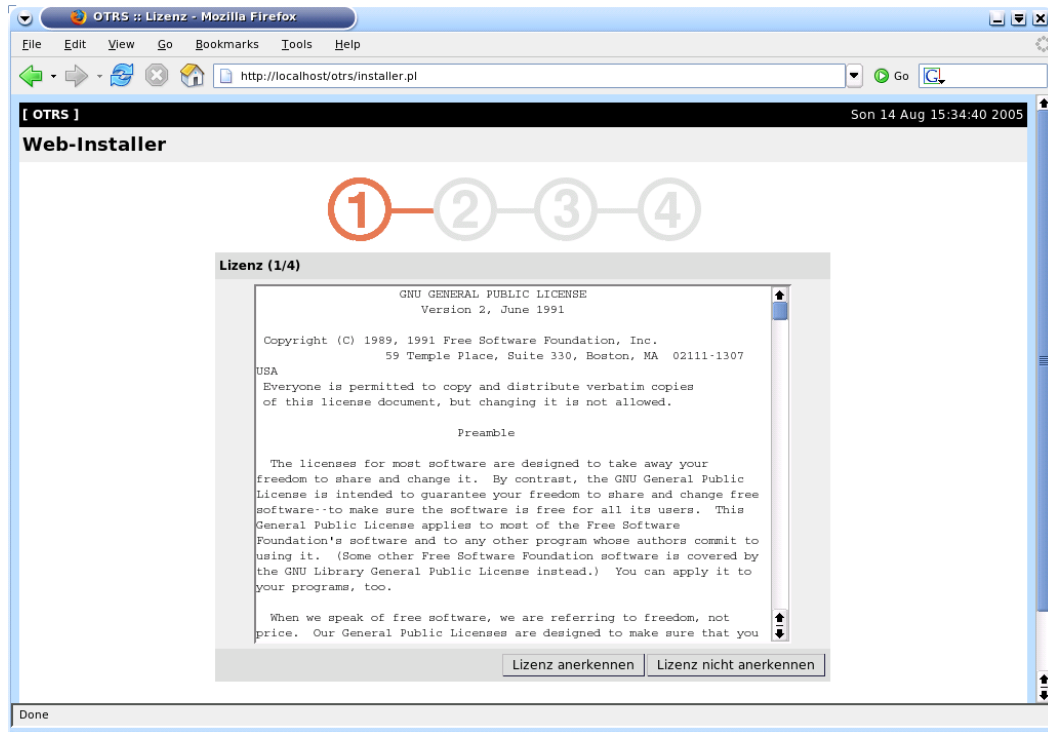 OTRS :: Lizenz - Mozilla Firefox
File Edit View Go Bookmarks Tools Help
http://localhost/otrs/installer.pl Go G
[ OTRS ] Son 14 Aug 15:34:40 2005
Web-Installer
1 2 3 4
Lizenz (1/4)
GNU GENERAL PUBLIC LICENSE
Version 2, June 1991
Copyright (C) 1989, 1991 Free Software Foundation, Inc.
59 Temple Place, Suite 330, Boston, MA 02111-1307
USA
Everyone is permitted to copy and distribute verbatim copies
of this license document, but changing it is not allowed.
Preamble
The licenses for most software are designed to take away your
freedom to share and change it. By contrast, the GNU General Public
License is intended to guarantee your freedom to share and change free
software--to make sure the software is free for all its users. This
General Public License applies to most of the Free Software
Foundation's software and to any other program whose authors commit to
using it. (Some other Free Software Foundation software is covered by
the GNU Library General Public License instead.) You can apply it to
your programs, too.
When we speak of free software, we are referring to freedom, not
price. Our General Public Licenses are designed to make sure that you
Lizenz anerkennen Lizenz nicht anerkennen
Done